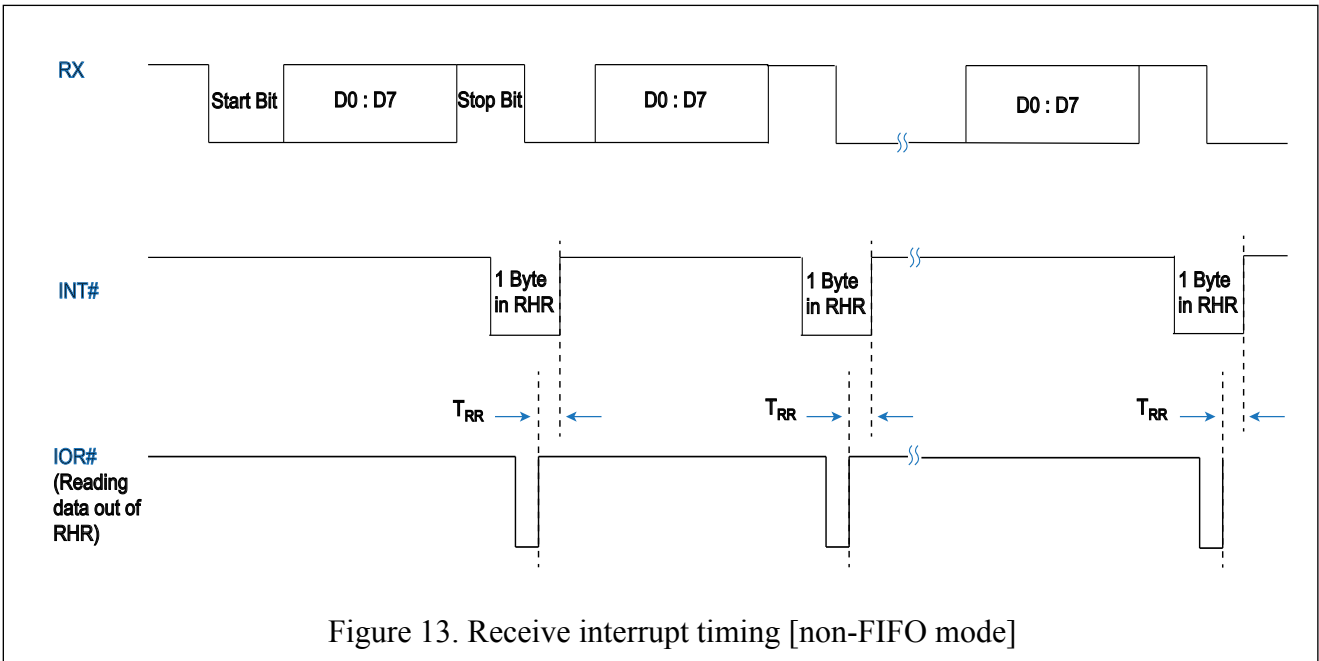 RX
Start Bit
D0 : D7
Stop Bit
D0 : D7
D0 : D7
INT#
1 Byte
in RHR
1 Byte
in RHR
1 Byte
in RHR
TRR
TRR
TRR
IOR#
(Reading
data out of
RHR)
Figure 13. Receive interrupt timing [non-FIFO mode]